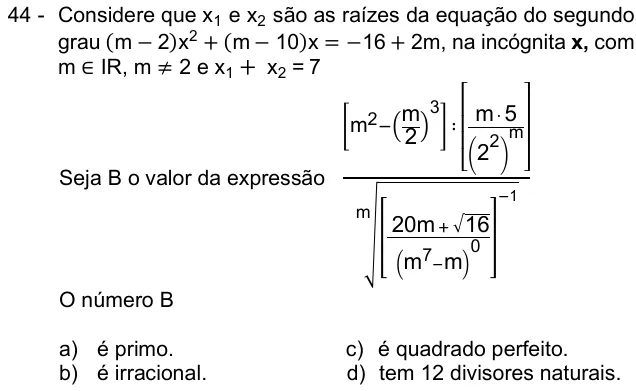 44 - Considere que x₁ e x₂ são as raízes da equação do segundo
grau (m − 2)x² + (m − 10)x = −16 + 2m, na incógnita x, com
m ∈ IR, m ≠ 2 e x₁ + x₂ = 7
Seja B o valor da expressão
[m² − (m/2)³] : [m · 5 / (2²)ᵐ]
ᵐ√[20m + √16 / (m⁷ − m)⁰]⁻¹
O número B
a) é primo.
b) é irracional.
c) é quadrado perfeito.
d) tem 12 divisores naturais.